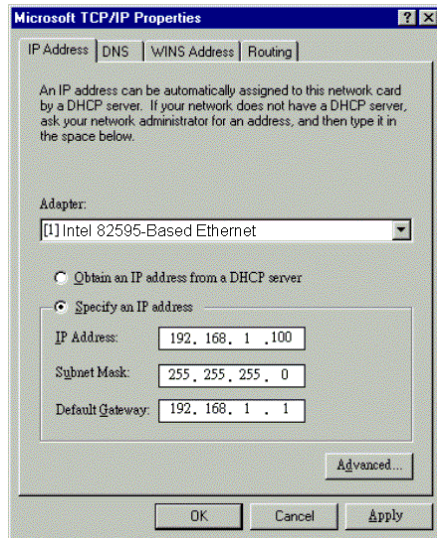 Microsoft TCP/IP Properties
IP Address DNS WINS Address Routing
An IP address can be automatically assigned to this network card
by a DHCP server. If your network does not have a DHCP server,
ask your network administrator for an address, and then type it in
the space below.
Adapter:
[1] Intel 82595-Based Ethernet
Obtain an IP address from a DHCP server
Specify an IP address
IP Address: 192.168.1.100
Subnet Mask: 255.255.255.0
Default Gateway: 192.168.1.1
Advanced...
OK Cancel Apply